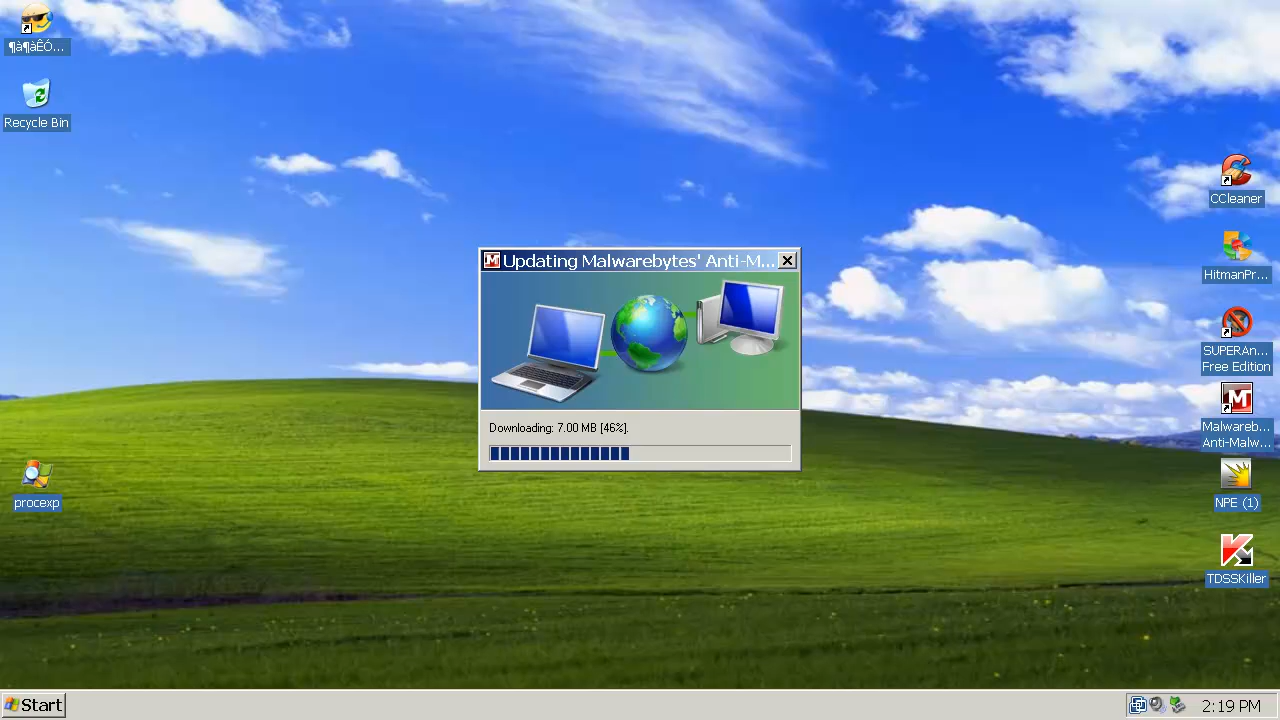 ¶à¶àÊÓ...
Recycle Bin
CCleaner
HitmanPr...
SUPERAn...
Free Edition
Updating Malwarebytes' Anti-M...
Downloading: 7.00 MB [46%].
Malwareb...
Anti-Malw...
procexp
NPE (1)
TDSSKiller
Start
2:19 PM